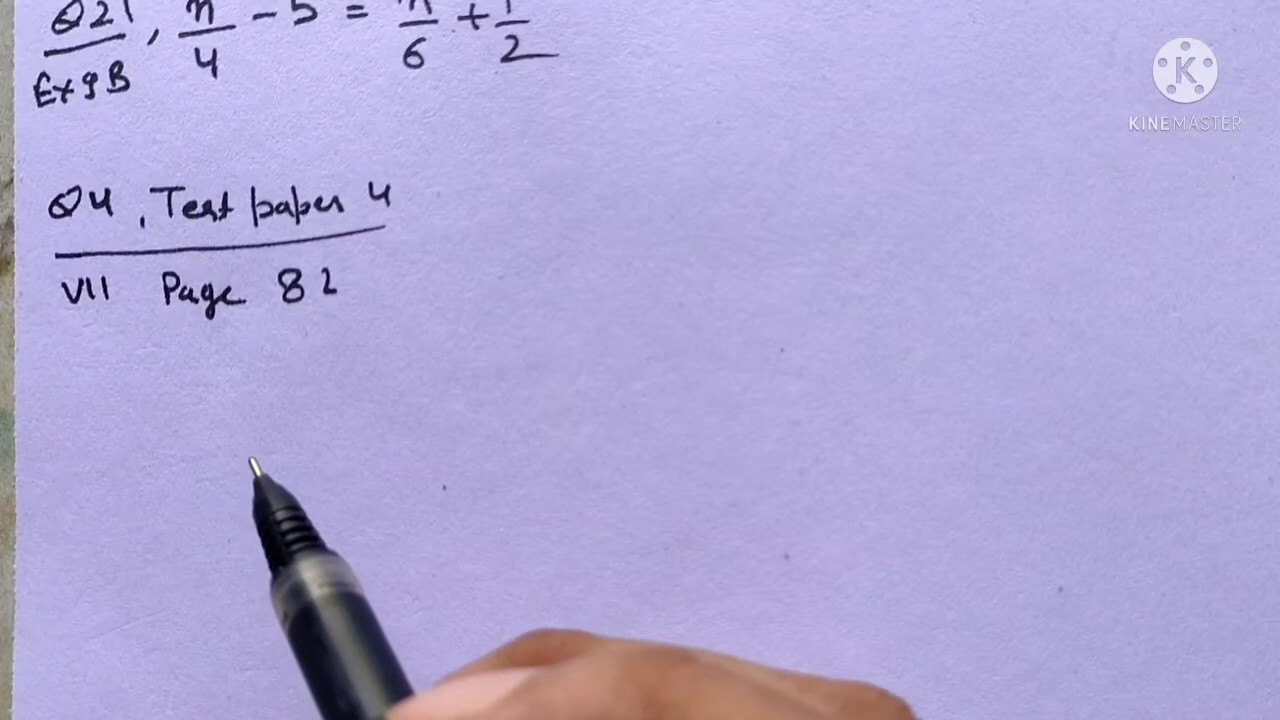 Q21, n/4 - 5 = n/6 + 1/2
Ex 9B
Q4, Test paper 4
VII Page 82
K
KINEMASTER